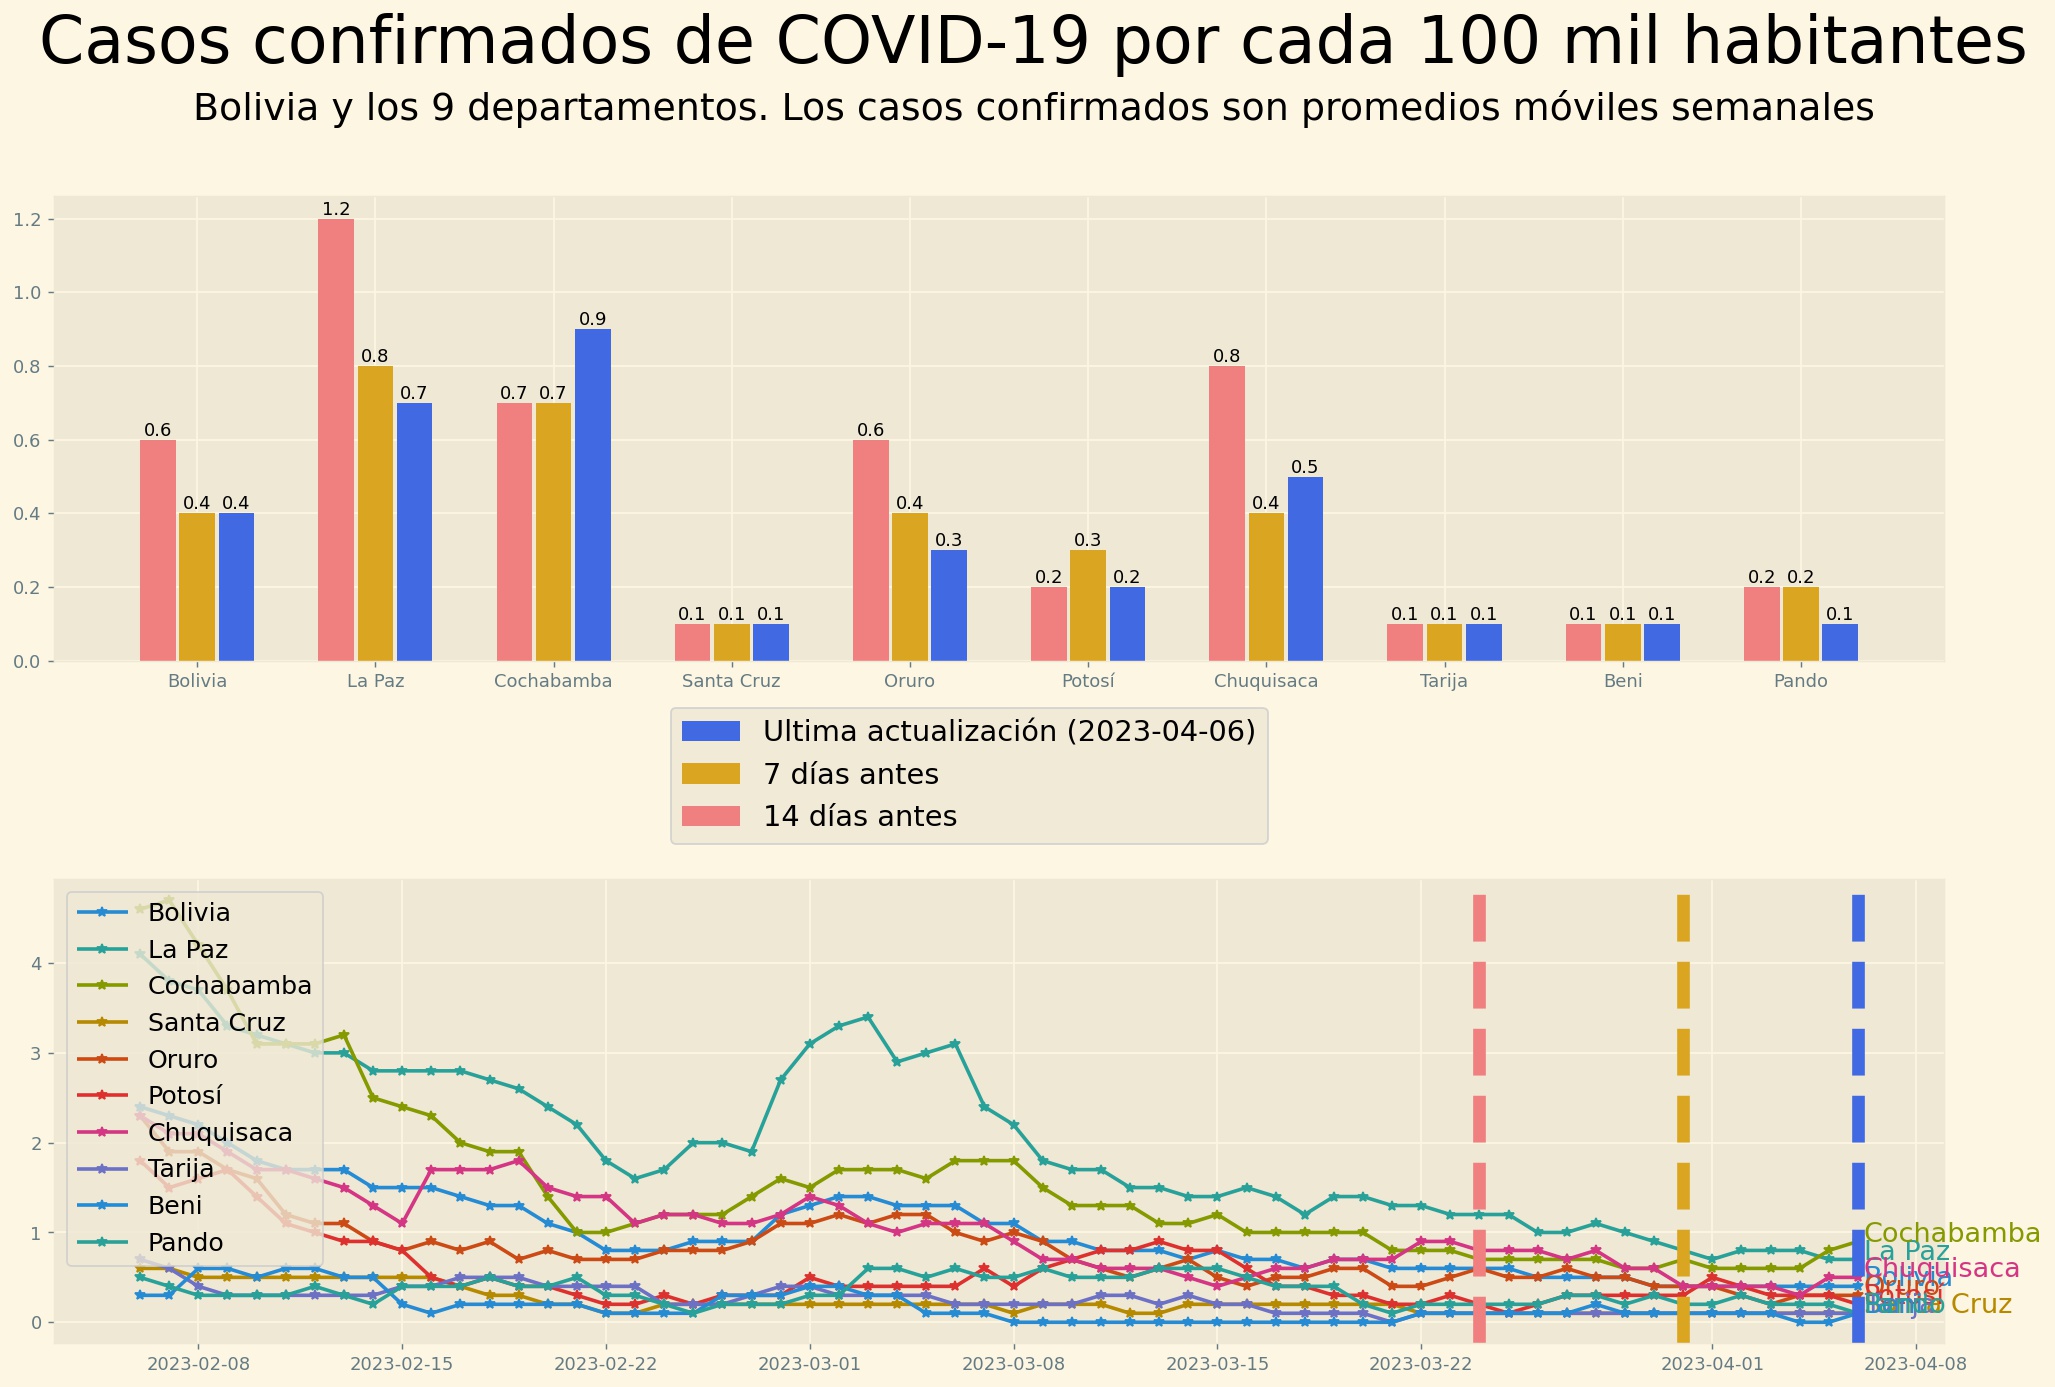 Casos confirmados de COVID-19 por cada 100 mil habitantes
Bolivia y los 9 departamentos. Los casos confirmados son promedios móviles semanales
1.2
1.0
0.8
0.6
0.4
0.2
0.0
0.6 0.4 0.4
1.2 0.8 0.7
0.7 0.7 0.9
0.1 0.1 0.1
0.6 0.4 0.3
0.2 0.3 0.2
0.8 0.4 0.5
0.1 0.1 0.1
0.1 0.1 0.1
0.2 0.2 0.1
Bolivia La Paz Cochabamba Santa Cruz Oruro Potosí Chuquisaca Tarija Beni Pando
Ultima actualización (2023-04-06)
7 días antes
14 días antes
4
3
2
1
0
Bolivia
La Paz
Cochabamba
Santa Cruz
Oruro
Potosí
Chuquisaca
Tarija
Beni
Pando
Cochabamba
La Paz
Chuquisaca
Bolivia
Oruro
Potosí
Cruz
2023-02-08 2023-02-15 2023-02-22 2023-03-01 2023-03-08 2023-03-15 2023-03-22 2023-04-01 2023-04-08